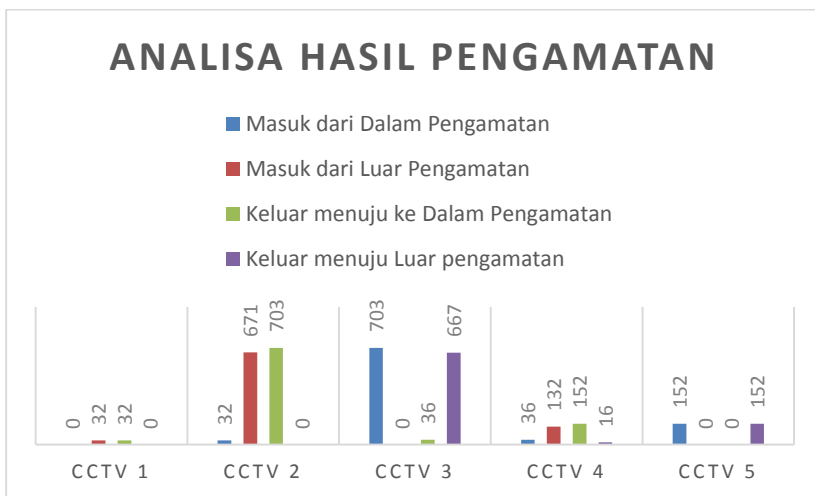 ANALISA HASIL PENGAMATAN
Masuk dari Dalam Pengamatan
Masuk dari Luar Pengamatan
Keluar menuju ke Dalam Pengamatan
Keluar menuju Luar pengamatan
0 32 32 0
32 671 703 0
703 0 36 667
36 132 152 16
152 0 0 152
CCTV 1 CCTV 2 CCTV 3 CCTV 4 CCTV 5